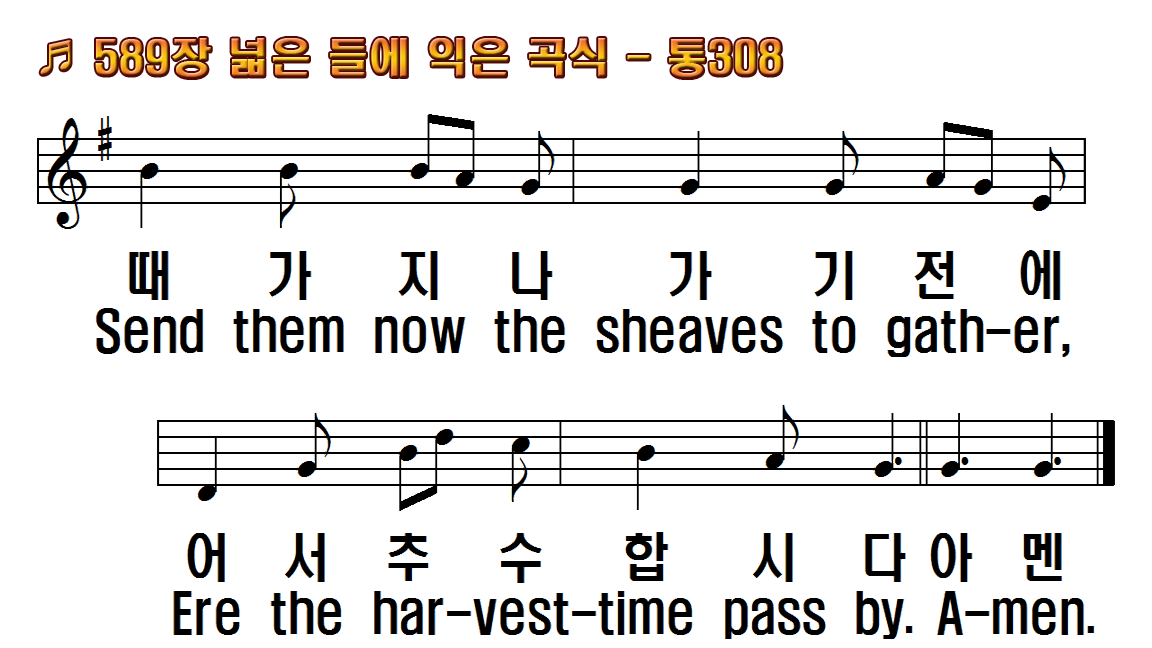 ♬ 589장 넓은 들에 익은 곡식 - 통308
때 가 지 나 가 기 전 에
Send them now the sheaves to gath-er,
어 서 추 수 합 시 다 아 멘
Ere the har-vest-time pass by. A-men.